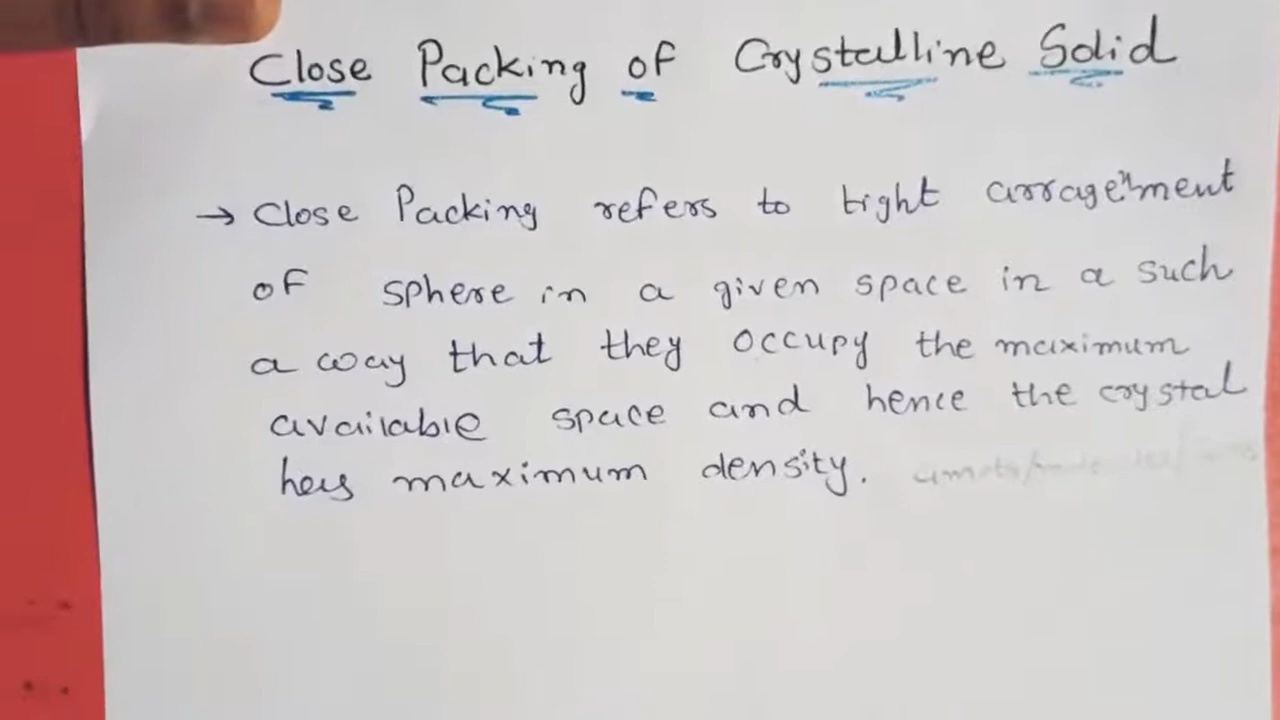 Close Packing of Crystalline Solid
→ Close Packing refers to tight arragement
of sphere in a given space in a such
a way that they occupy the maximum
available space and hence the crystal
has maximum density.